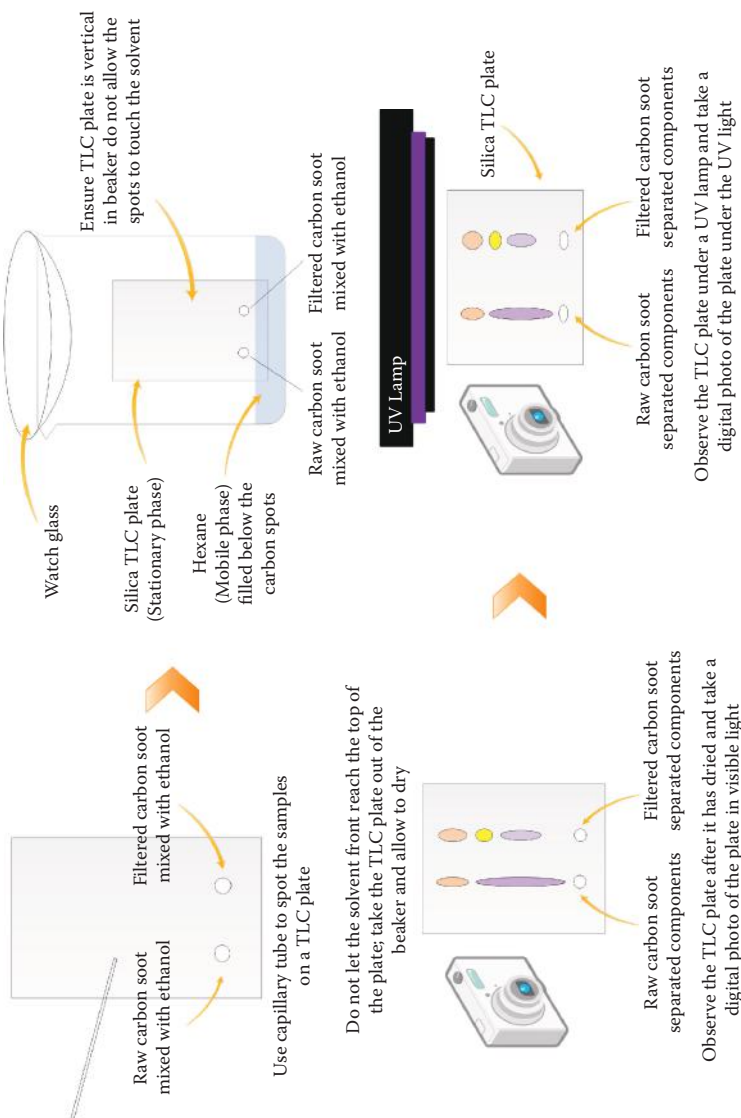 Raw carbon soot
mixed with ethanol
Filtered carbon soot
mixed with ethanol
Use capillary tube to spot the samples
on a TLC plate
Watch glass
Silica TLC plate
(Stationary phase)
Hexane
(Mobile phase)
filled below the
carbon spots
Ensure TLC plate is vertical
in beaker do not allow the
spots to touch the solvent
Raw carbon soot
mixed with ethanol
Filtered carbon soot
mixed with ethanol
Do not let the solvent front reach the top of
the plate; take the TLC plate out of the
beaker and allow to dry
Raw carbon soot
separated components
Filtered carbon soot
separated components
Observe the TLC plate after it has dried and take a
digital photo of the plate in visible light
UV Lamp
Silica TLC plate
Raw carbon soot
separated components
Filtered carbon soot
separated components
Observe the TLC plate under a UV lamp and take a
digital photo of the plate under the UV light